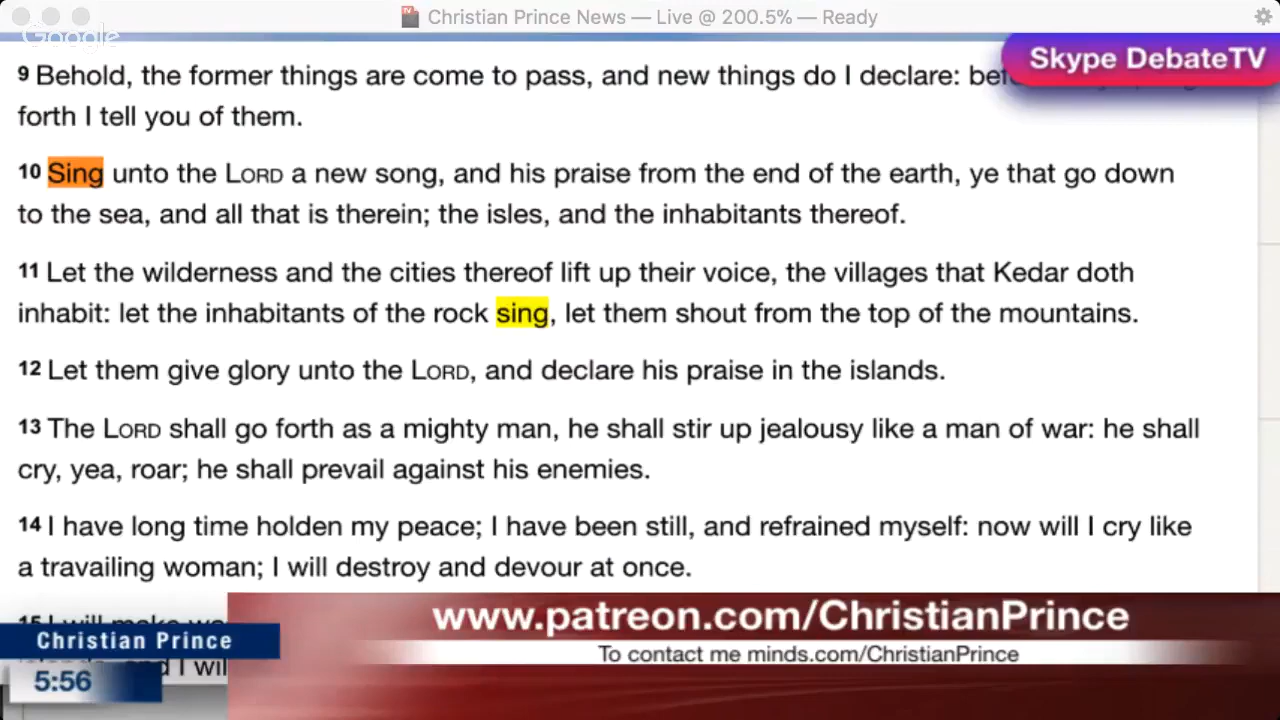 Christian Prince News — Live @ 200.5% — Ready
Google
Skype DebateTV
9 Behold, the former things are come to pass, and new things do I declare:
forth I tell you of them.
10 Sing unto the LORD a new song, and his praise from the end of the earth, ye that go down
to the sea, and all that is therein; the isles, and the inhabitants thereof.
11 Let the wilderness and the cities thereof lift up their voice, the villages that Kedar doth
inhabit: let the inhabitants of the rock sing, let them shout from the top of the mountains.
12 Let them give glory unto the LORD, and declare his praise in the islands.
13 The LORD shall go forth as a mighty man, he shall stir up jealousy like a man of war: he shall
cry, yea, roar; he shall prevail against his enemies.
14 I have long time holden my peace; I have been still, and refrained myself: now will I cry like
a travailing woman; I will destroy and devour at once.
15 I will make
and I wil
www.patreon.com/ChristianPrince
Christian Prince
To contact me minds.com/ChristianPrince
5:56